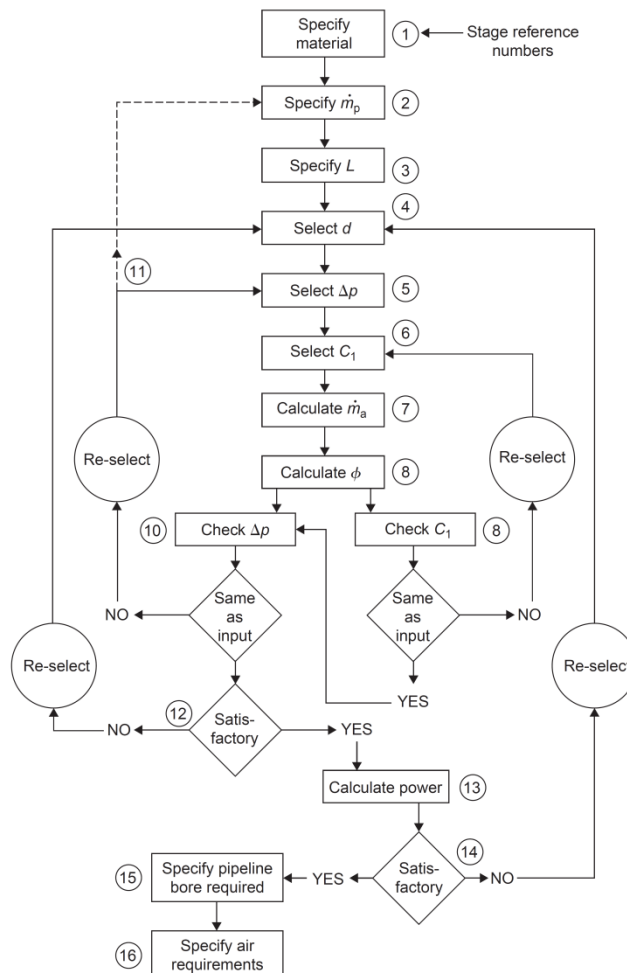 Specify
material
1
Stage reference
numbers
Specify ṁp
2
Specify L
3
4
Select d
11
Select Δp
5
6
Select C1
Calculate ṁa
7
Re-select
Re-select
Calculate ϕ
8
10
Check Δp
Check C1
8
Same
as
input
Same
as
input
NO
NO
Re-select
Re-select
YES
12
Satis-
factory
NO
YES
Calculate power
13
14
Satis-
factory
Specify pipeline
bore required
15
YES
NO
Specify air
requirements
16